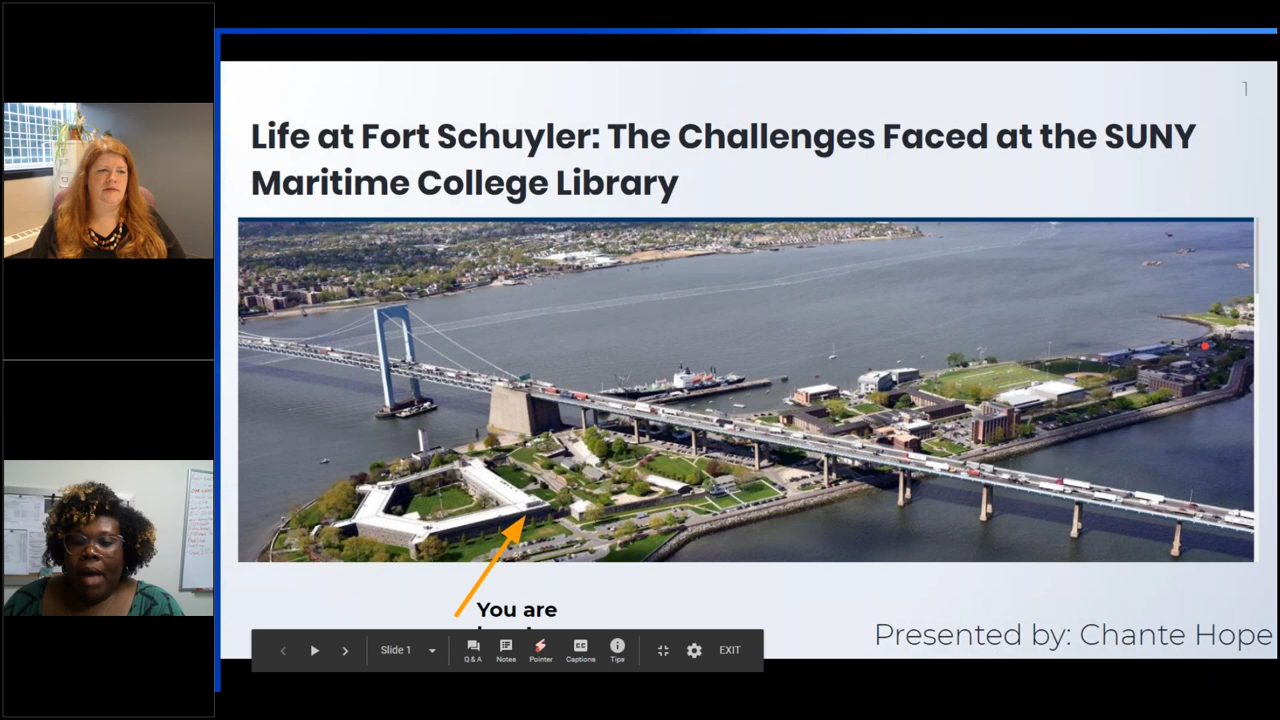 1
Life at Fort Schuyler: The Challenges Faced at the SUNY
Maritime College Library
You are
Presented by: Chante Hope
Slide 1
Q & A
Notes
Pointer
Captions
Tips
EXIT